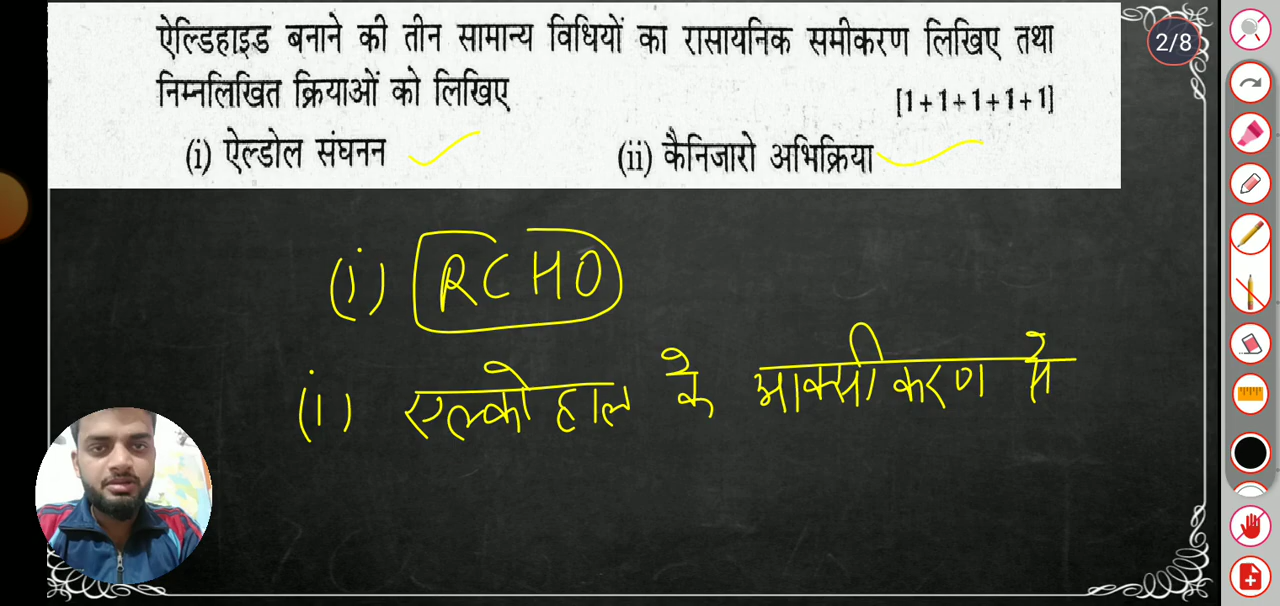 ऐल्डिहाइड बनाने की तीन सामान्य विधियों का रासायनिक समीकरण लिखिए तथा
2/8
निम्नलिखित क्रियाओं को लिखिए
[1+1+1+1+1]
(i) ऐल्डोल संघनन
(ii) कैनिजारो अभिक्रिया
(i) RCHO
(i) एल्कोहाल के आक्सीकरण से